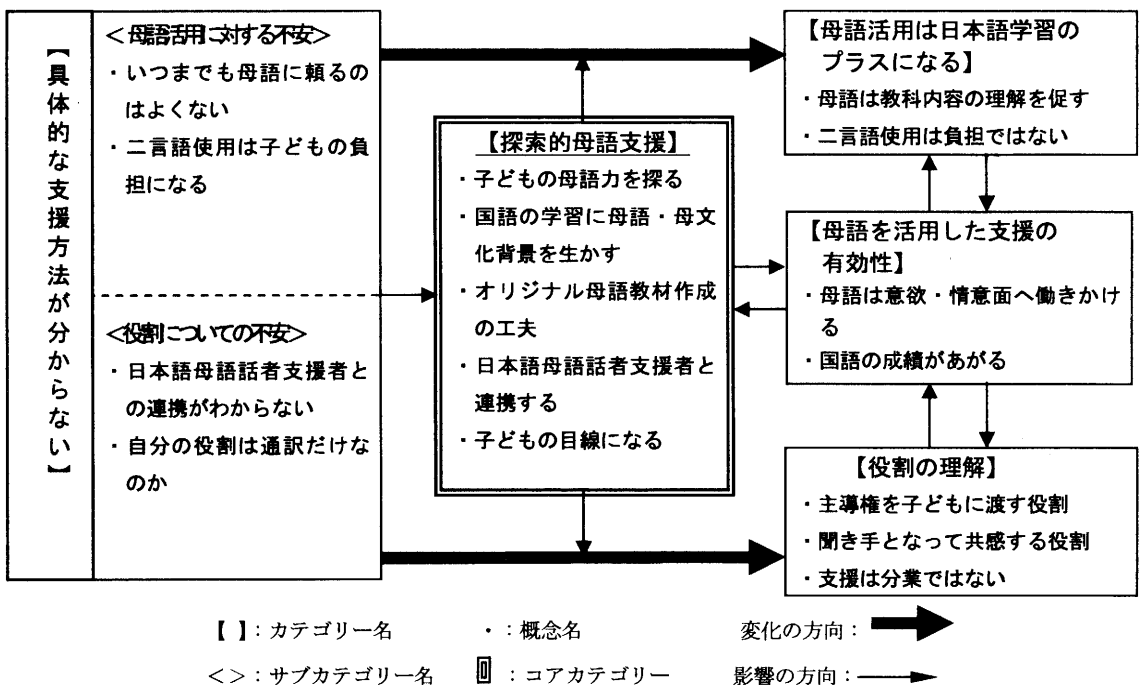 【具体的な支援方法が分からない】
<母語活用に対する不安>
・いつまでも母語に頼るの
はよくない
・二言語使用は子どもの負
担になる
<役割についての不安>
・日本語母語話者支援者と
の連携がわからない
・自分の役割は通訳だけな
のか
【探索的母語支援】
・子どもの母語力を探る
・国語の学習に母語・母文
化背景を生かす
・オリジナル母語教材作成
の工夫
・日本語母語話者支援者と
連携する
・子どもの目線になる
【母語活用は日本語学習の
プラスになる】
・母語は教科内容の理解を促す
・二言語使用は負担ではない
【母語を活用した支援の
有効性】
・母語は意欲・情意面へ働きかけ
る
・国語の成績があがる
【役割の理解】
・主導権を子どもに渡す役割
・聞き手となって共感する役割
・支援は分業ではない
【 】：カテゴリー名 ・：概念名 変化の方向：
<>：サブカテゴリー名 回：コアカテゴリー 影響の方向：